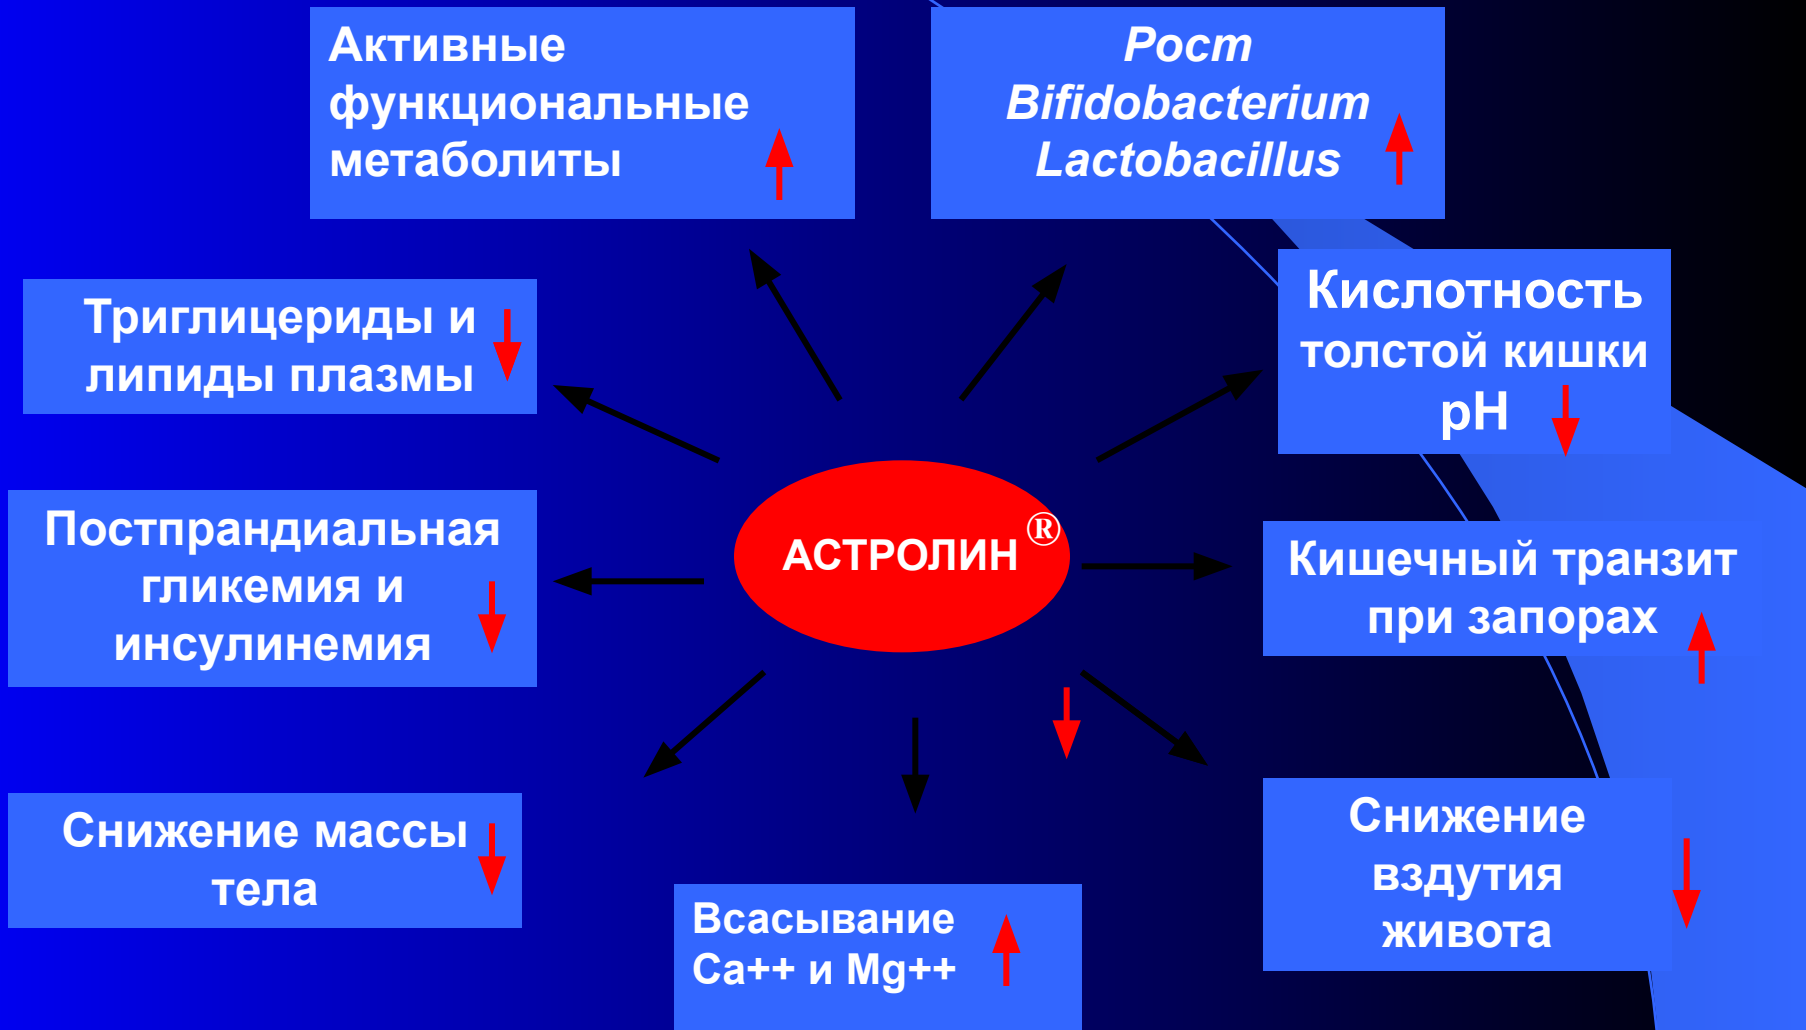 Активные
функциональные
метаболиты
Рост
Bifidobacterium
Lactobacillus
Триглицериды и
липиды плазмы
Кислотность
толстой кишки
pH
Постпрандиальная
гликемия и
инсулинемия
АСТРОЛИН ®
Кишечный транзит
при запорах
Снижение массы
тела
Всасывание
Ca++ и Mg++
Снижение
вздутия
живота